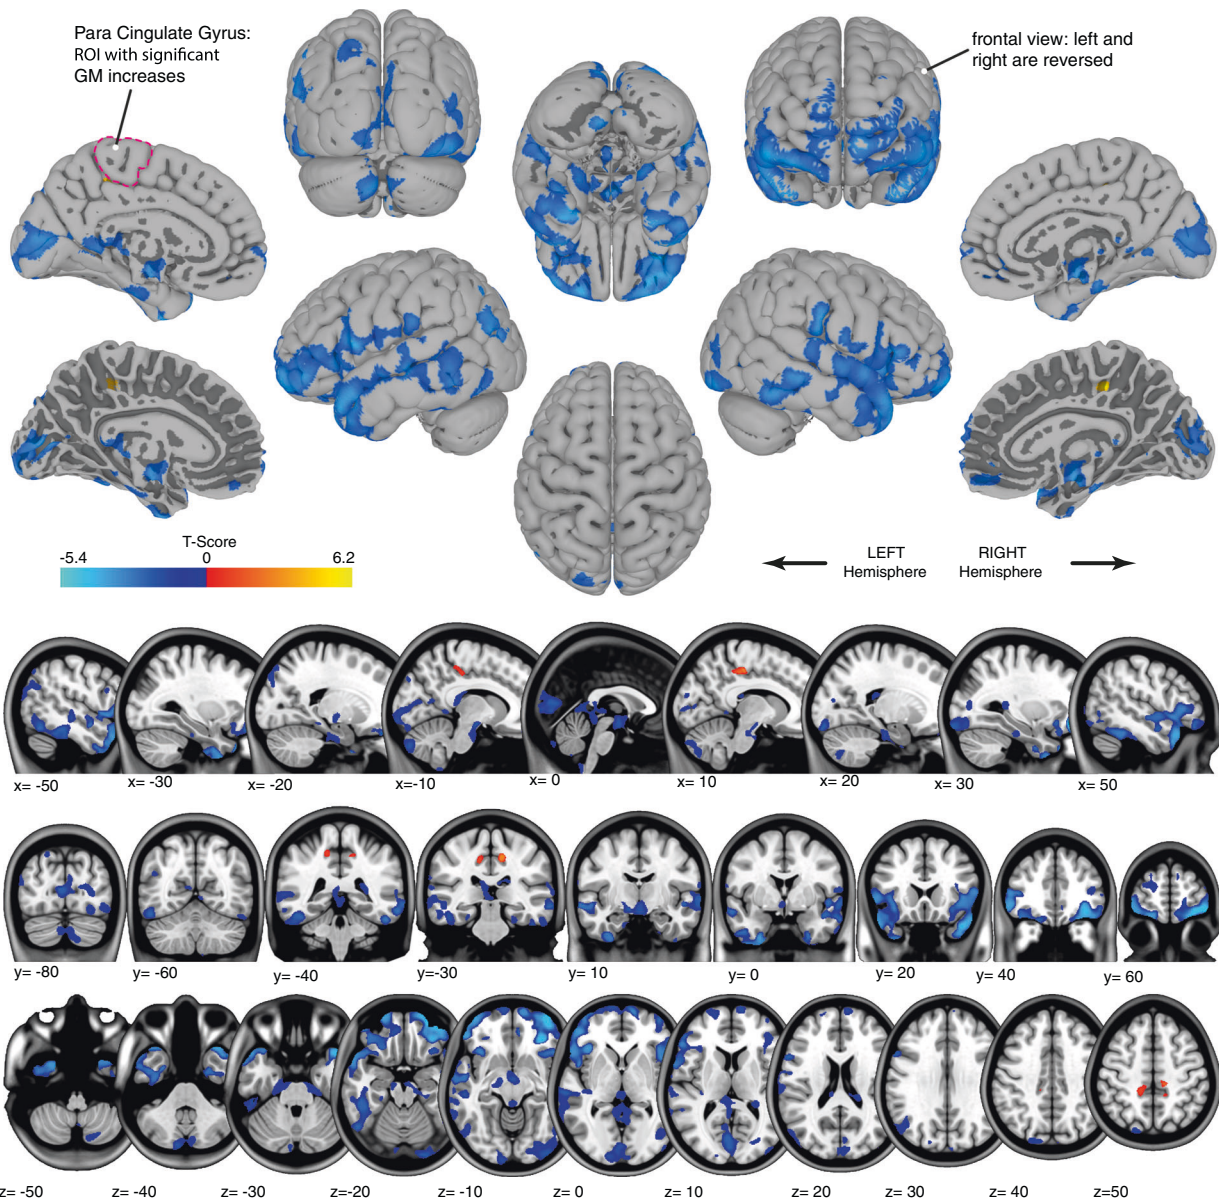 Para Cingulate Gyrus:
ROI with significant
GM increases
frontal view: left and
right are reversed
T-Score
-5.4 0 6.2
LEFT
Hemisphere
RIGHT
Hemisphere
x= -50 x= -30 x= -20 x=-10 x= 0 x= 10 x= 20 x= 30 x= 50
y= -80 y= -60 y= -40 y=-30 y= 10 y= 0 y= 20 y= 40 y= 60
z= -50 z= -40 z= -30 z=-20 z= -10 z= 0 z= 10 z= 20 z= 30 z= 40 z=50